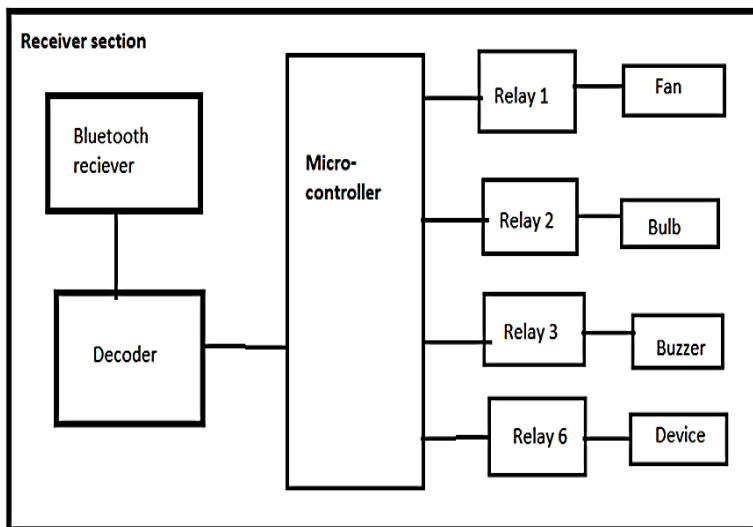 Receiver section
Bluetooth
reciever
Decoder
Micro-
controller
Relay 1
Fan
Relay 2
Bulb
Relay 3
Buzzer
Relay 6
Device